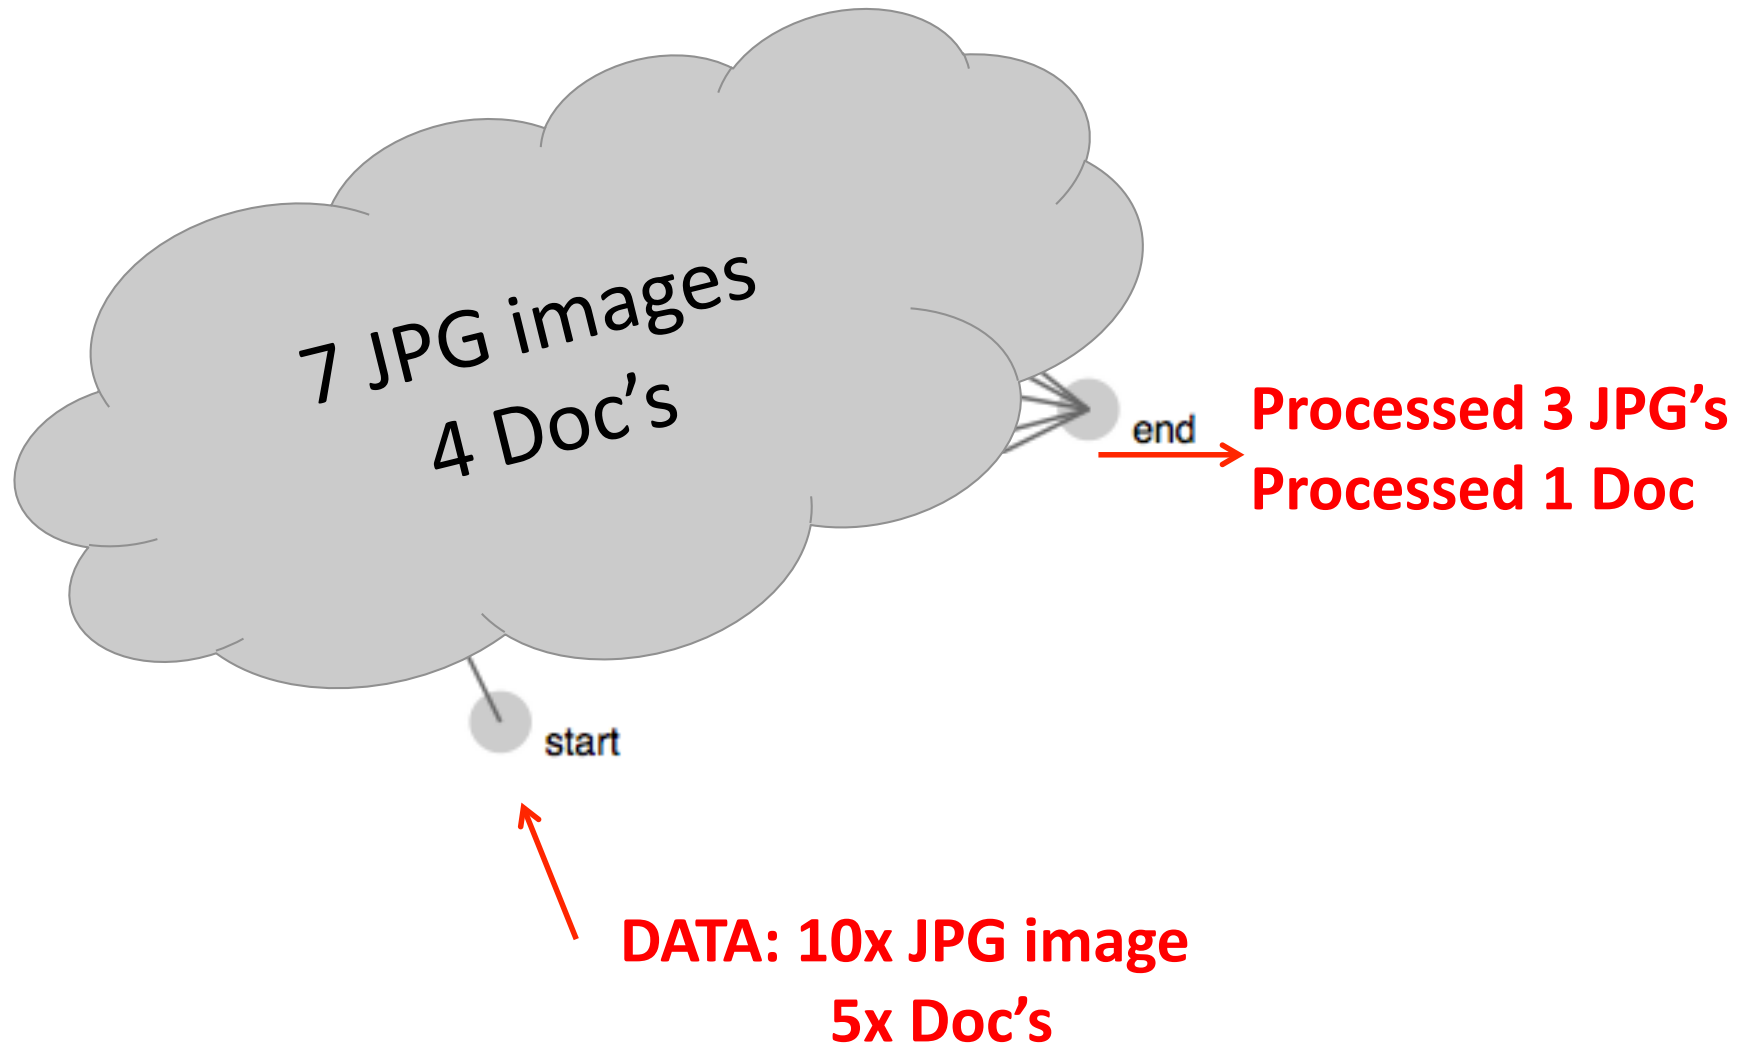 7 JPG images
4 Doc’s
end
Processed 3 JPG’s
Processed 1 Doc
start
DATA: 10x JPG image
5x Doc’s